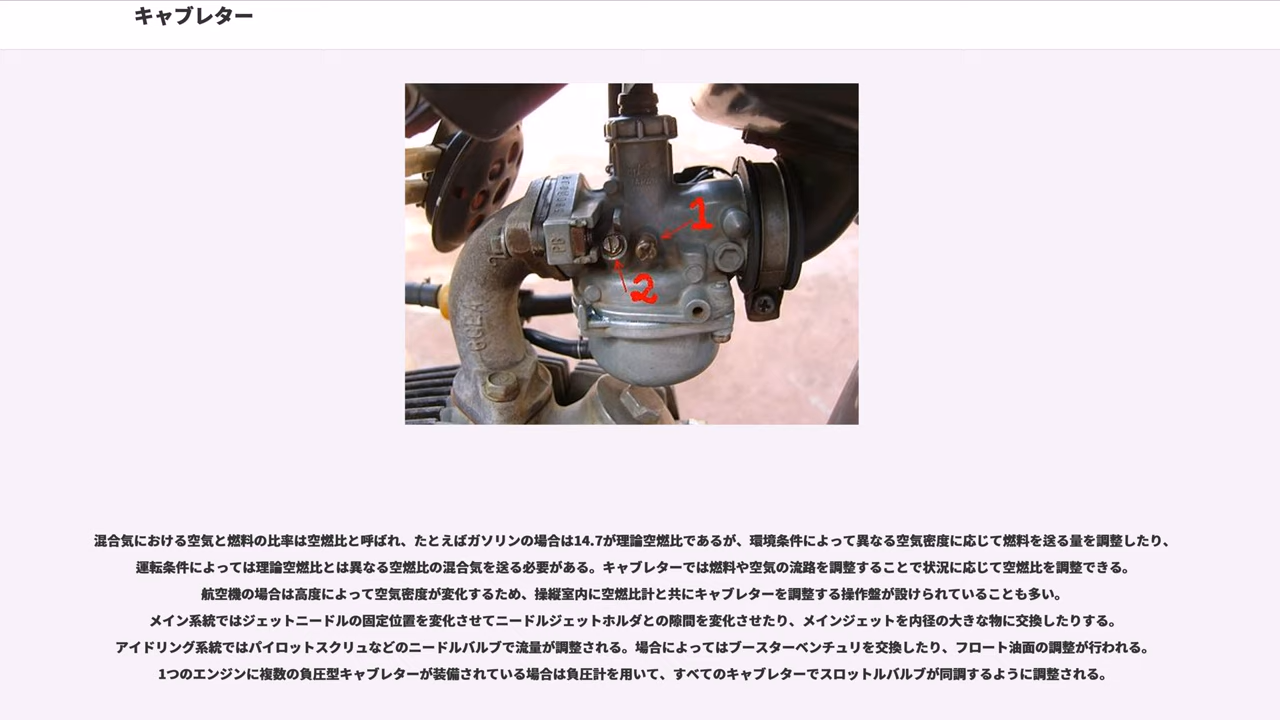 キャブレター
1
2
PB
混合気における空気と燃料の比率は空燃比と呼ばれ、たとえばガソリンの場合は14.7が理論空燃比であるが、環境条件によって異なる空気密度に応じて燃料を送る量を調整したり、
運転条件によっては理論空燃比とは異なる空燃比の混合気を送る必要がある。キャブレターでは燃料や空気の流路を調整することで状況に応じて空燃比を調整できる。
航空機の場合は高度によって空気密度が変化するため、操縦室内に空燃比計と共にキャブレターを調整する操作盤が設けられていることも多い。
メイン系統ではジェットニードルの固定位置を変化させてニードルジェットホルダとの隙間を変化させたり、メインジェットを内径の大きな物に交換したりする。
アイドリング系統ではパイロットスクリュなどのニードルバルブで流量が調整される。場合によってはブースターベンチュリを交換したり、フロート油面の調整が行われる。
1つのエンジンに複数の負圧型キャブレターが装備されている場合は負圧計を用いて、すべてのキャブレターでスロットルバルブが同調するように調整される。